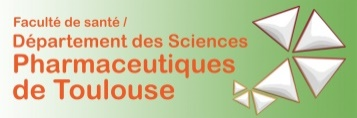 Faculté de santé /
Département des Sciences
Pharmaceutiques
de Toulouse